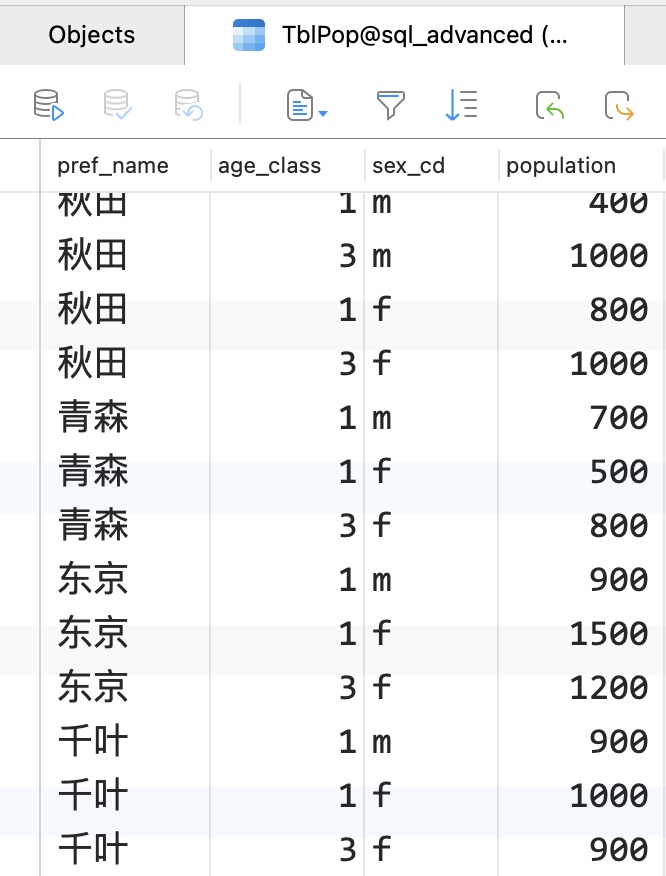 Objects TblPop@sql_advanced (...
pref_name age_class sex_cd population
秋田 1 m 400
秋田 3 m 1000
秋田 1 f 800
秋田 3 f 1000
青森 1 m 700
青森 1 f 500
青森 3 f 800
东京 1 m 900
东京 1 f 1500
东京 3 f 1200
千叶 1 m 900
千叶 1 f 1000
千叶 3 f 900